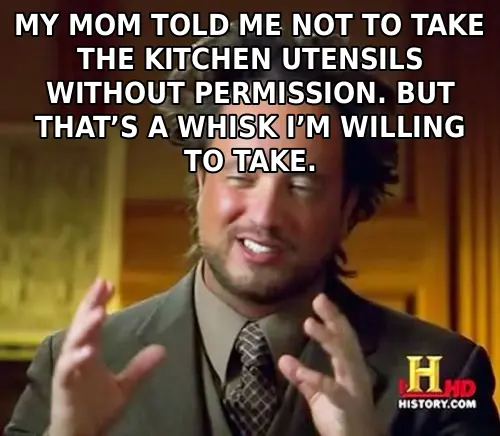 MY MOM TOLD ME NOT TO TAKE
THE KITCHEN UTENSILS
WITHOUT PERMISSION. BUT
THAT’S A WHISK I’M WILLING
TO TAKE.
H HD
HISTORY.COM